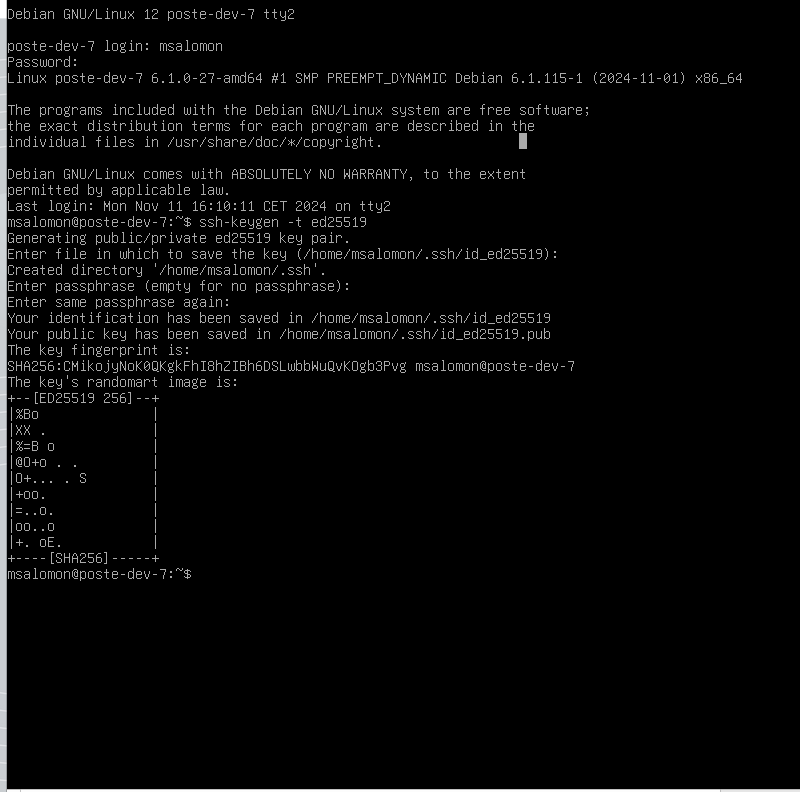 Debian GNU/Linux 12 poste-dev-7 tty2

poste-dev-7 login: msalomon
Password:
Linux poste-dev-7 6.1.0-27-amd64 #1 SMP PREEMPT_DYNAMIC Debian 6.1.115-1 (2024-11-01) x86_64

The programs included with the Debian GNU/Linux system are free software;
the exact distribution terms for each program are described in the
individual files in /usr/share/doc/*/copyright.

Debian GNU/Linux comes with ABSOLUTELY NO WARRANTY, to the extent
permitted by applicable law.
Last login: Mon Nov 11 16:10:11 CET 2024 on tty2
msalomon@poste-dev-7:~$ ssh-keygen -t ed25519
Generating public/private ed25519 key pair.
Enter file in which to save the key (/home/msalomon/.ssh/id_ed25519):
Created directory '/home/msalomon/.ssh'.
Enter passphrase (empty for no passphrase):
Enter same passphrase again:
Your identification has been saved in /home/msalomon/.ssh/id_ed25519
Your public key has been saved in /home/msalomon/.ssh/id_ed25519.pub
The key fingerprint is:
SHA256:CMikojyNoK0QKgkFhI8hZIBh6DSLwbbWuQvKOgb3Pvg msalomon@poste-dev-7
The key's randomart image is:
+--[ED25519 256]--+
|%Bo              |
|XX .             |
|%=B o            |
|@O+o . .         |
|O+... . S        |
|+oo.             |
|=..o.            |
|oo..o            |
|+. oE.           |
+----[SHA256]-----+
msalomon@poste-dev-7:~$